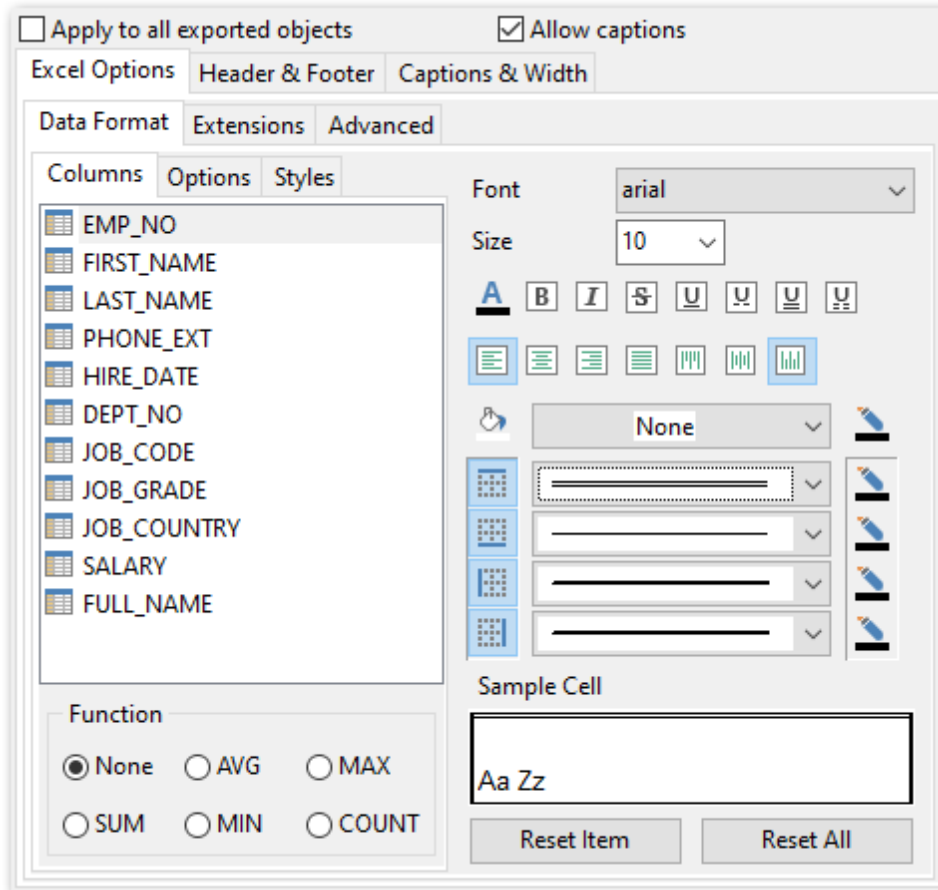 Apply to all exported objects
Allow captions
Excel Options
Header & Footer
Captions & Width
Data Format
Extensions
Advanced
Columns
Options
Styles
EMP_NO
FIRST_NAME
LAST_NAME
PHONE_EXT
HIRE_DATE
DEPT_NO
JOB_CODE
JOB_GRADE
JOB_COUNTRY
SALARY
FULL_NAME
Function
None
AVG
MAX
SUM
MIN
COUNT
Font
arial
Size
10
A
B
I
S
U
U
U
U
None
Sample Cell
Aa Zz
Reset Item
Reset All